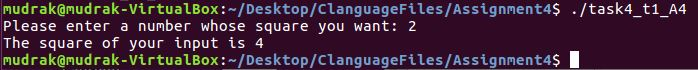 mudrak@mudrak-VirtualBox:~/Desktop/ClanguageFiles/Assignment4$ ./task4_t1_A4
Please enter a number whose square you want: 2
The square of your input is 4
mudrak@mudrak-VirtualBox:~/Desktop/ClanguageFiles/Assignment4$